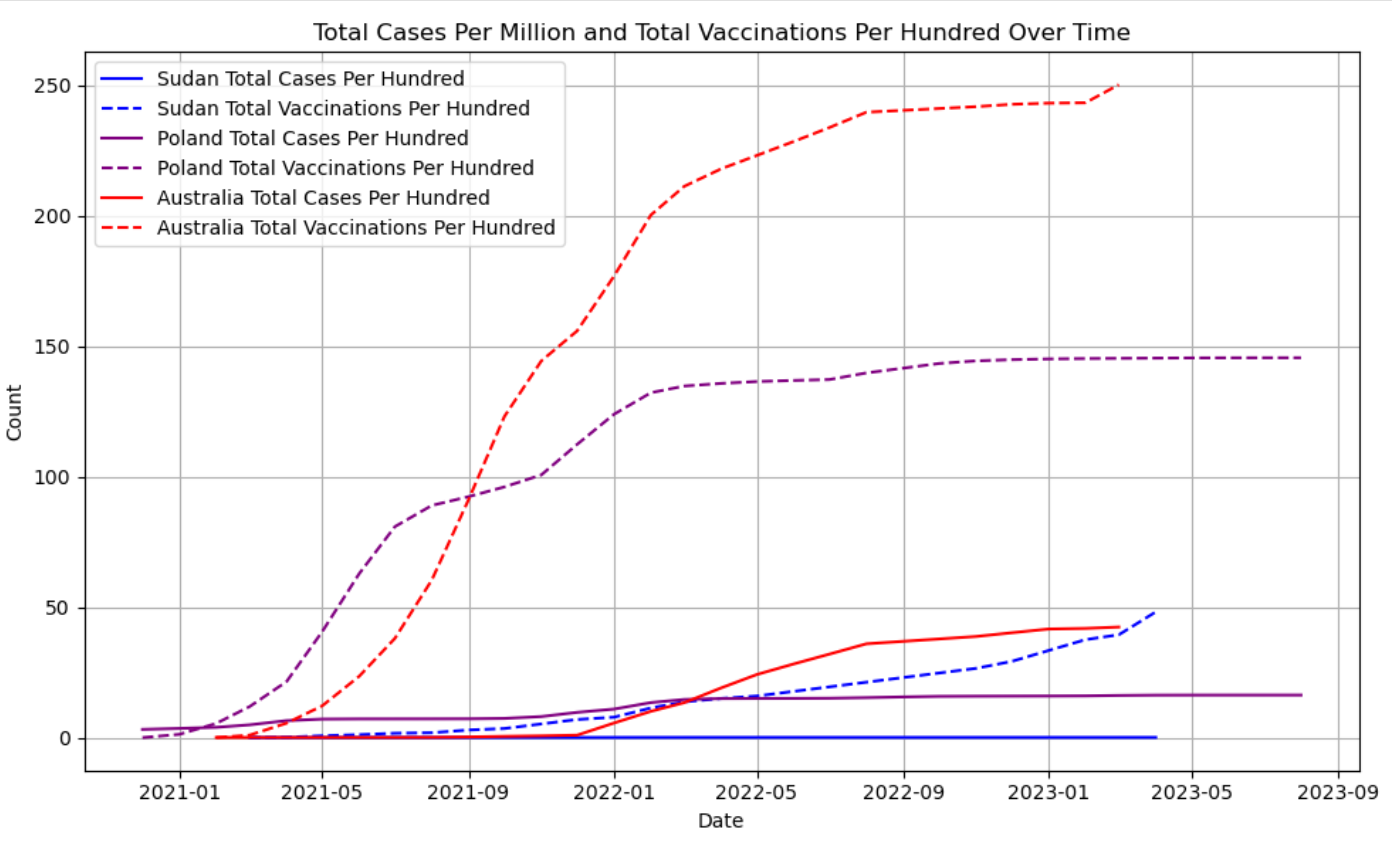 Total Cases Per Million and Total Vaccinations Per Hundred Over Time
Sudan Total Cases Per Hundred
Sudan Total Vaccinations Per Hundred
Poland Total Cases Per Hundred
Poland Total Vaccinations Per Hundred
Australia Total Cases Per Hundred
Australia Total Vaccinations Per Hundred
250
200
150
100
50
0
Count
2021-01 2021-05 2021-09 2022-01 2022-05 2022-09 2023-01 2023-05 2023-09
Date